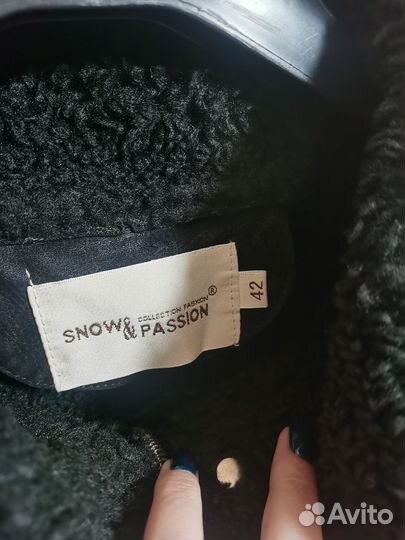 COLLECTION FASHION
SNOW & PASSION®
42
Avito